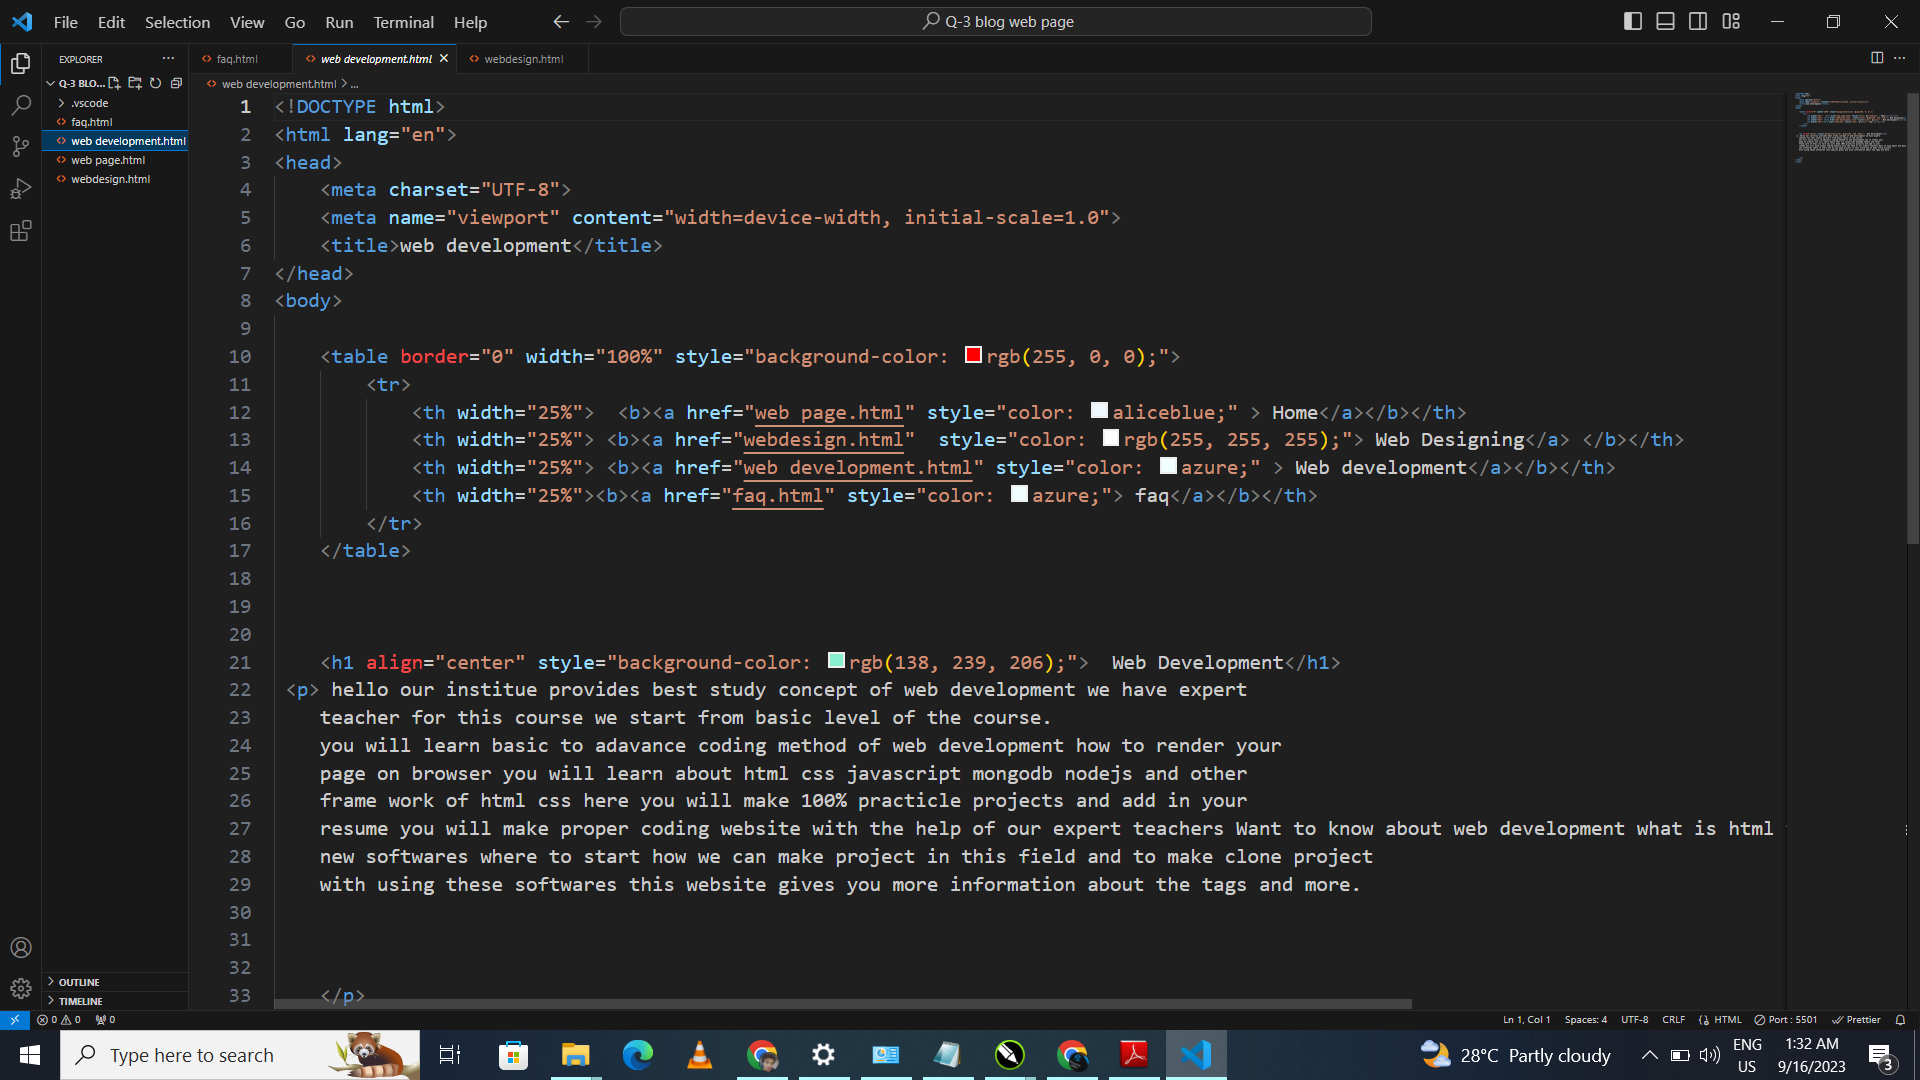 File Edit Selection View Go Run Terminal Help
Q-3 blog web page
EXPLORER
Q-3 BLO...
.vscode
faq.html
web development.html
web page.html
webdesign.html
OUTLINE
TIMELINE
faq.html
web development.html
webdesign.html
web development.html > ...
1 <!DOCTYPE html>
2 <html lang="en">
3 <head>
4 <meta charset="UTF-8">
5 <meta name="viewport" content="width=device-width, initial-scale=1.0">
6 <title>web development</title>
7 </head>
8 <body>
9
10 <table border="0" width="100%" style="background-color: rgb(255, 0, 0);">
11 <tr>
12 <th width="25%">  <b><a href="web page.html" style="color: aliceblue;" > Home</a></b></th>
13 <th width="25%"> <b><a href="webdesign.html"  style="color: rgb(255, 255, 255);"> Web Designing</a> </b></th>
14 <th width="25%"> <b><a href="web development.html" style="color: azure;" > Web development</a></b></th>
15 <th width="25%"><b><a href="faq.html" style="color: azure;"> faq</a></b></th>
16 </tr>
17 </table>
18
19
20
21 <h1 align="center" style="background-color: rgb(138, 239, 206);">  Web Development</h1>
22 <p> hello our institue provides best study concept of web development we have expert
23 teacher for this course we start from basic level of the course.
24 you will learn basic to adavance coding method of web development how to render your
25 page on browser you will learn about html css javascript mongodb nodejs and other
26 frame work of html css here you will make 100% practicle projects and add in your
27 resume you will make proper coding website with the help of our expert teachers Want to know about web development what is html
28 new softwares where to start how we can make project in this field and to make clone project
29 with using these softwares this website gives you more information about the tags and more.
30
31
32
33 </p>
0 0 0
Ln 1, Col 1 Spaces: 4 UTF-8 CRLF {} HTML Port : 5501 Prettier
Type here to search
28°C Partly cloudy
ENG
US
1:32 AM
9/16/2023
3